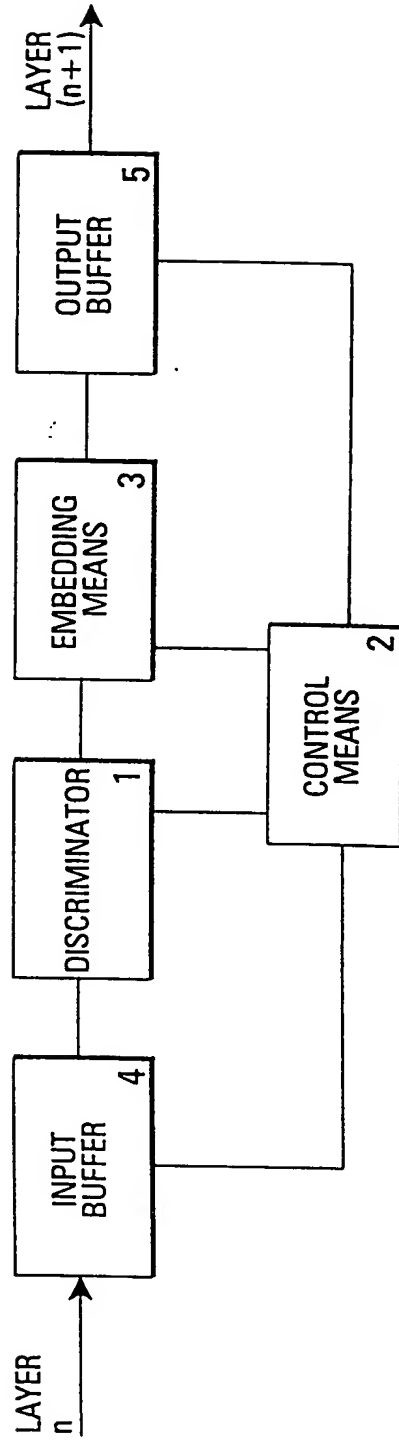 LAYER
n
INPUT
BUFFER
4
DISCRIMINATOR
1
EMBEDDING
MEANS
3
OUTPUT
BUFFER
5
LAYER
(n+1)
CONTROL
MEANS
2